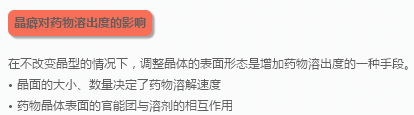 晶癖对药物溶出度的影响
在不改变晶型的情况下，调整晶体的表面形态是增加药物溶出度的一种手段。
• 晶面的大小、数量决定了药物溶解速度
• 药物晶体表面的官能团与溶剂的相互作用